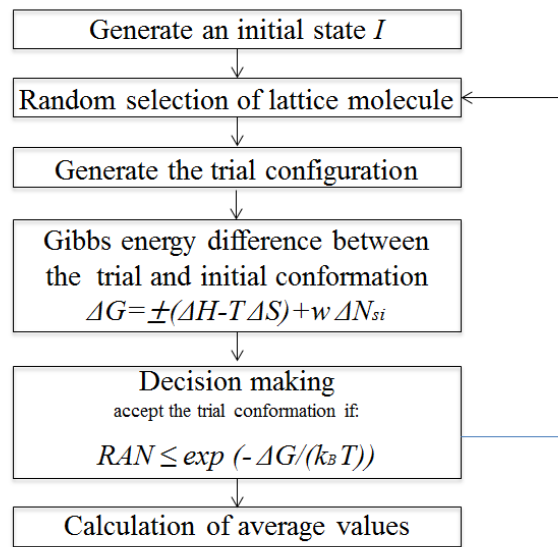 Generate an initial state I
Random selection of lattice molecule
Generate the trial configuration
Gibbs energy difference between
the trial and initial conformation
ΔG=±(ΔH-TΔS)+wΔNsi
Decision making
accept the trial conformation if:
RAN ≤ exp (-ΔG/(kBT))
Calculation of average values